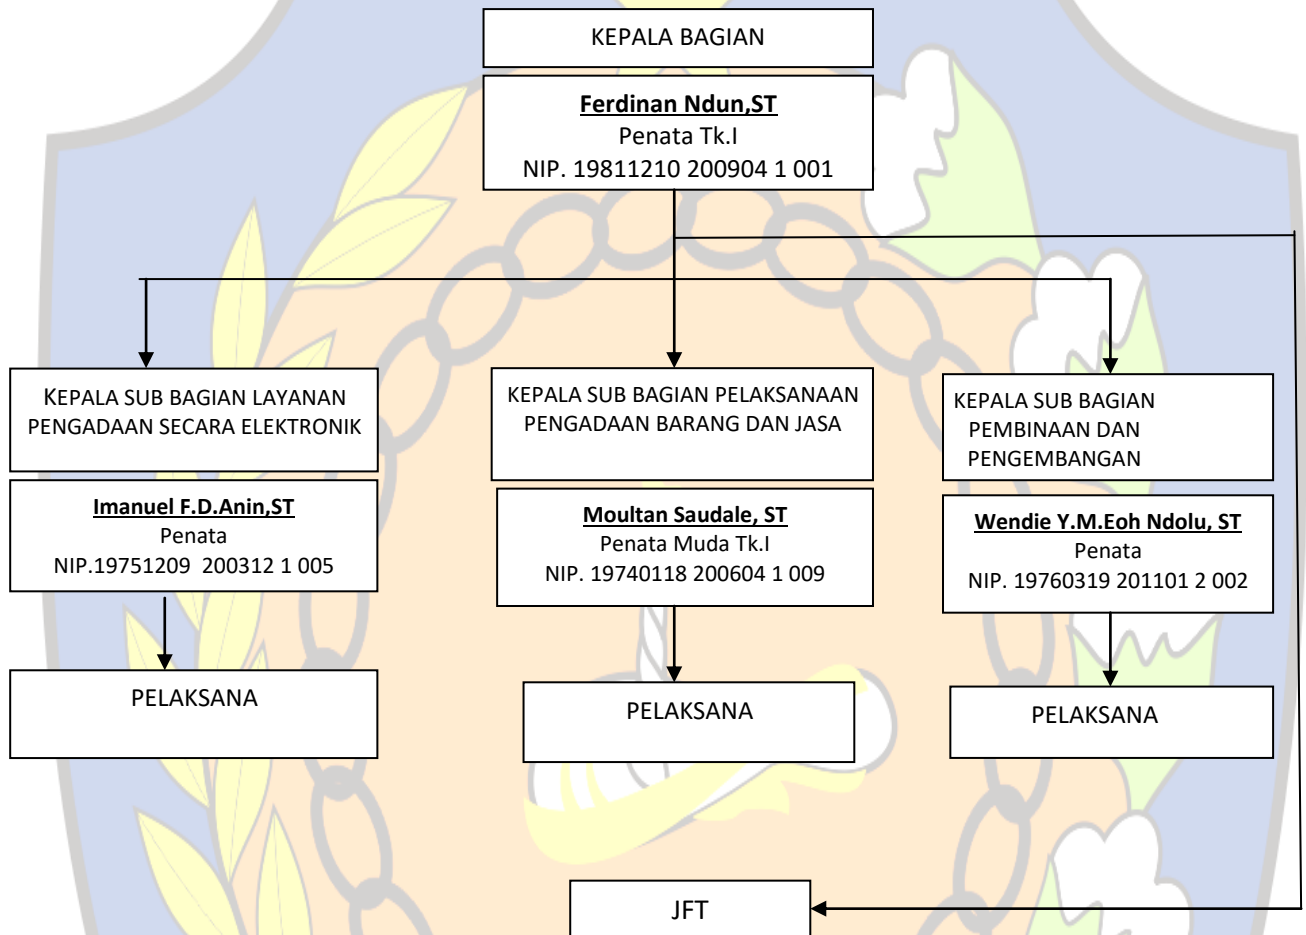 KEPALA BAGIAN
Ferdinan Ndun,ST
Penata Tk.I
NIP. 19811210 200904 1 001
KEPALA SUB BAGIAN LAYANAN
PENGADAAN SECARA ELEKTRONIK
Imanuel F.D.Anin,ST
Penata
NIP.19751209  200312 1 005
PELAKSANA
KEPALA SUB BAGIAN PELAKSANAAN
PENGADAAN BARANG DAN JASA
Moultan Saudale, ST
Penata Muda Tk.I
NIP. 19740118 200604 1 009
PELAKSANA
KEPALA SUB BAGIAN
PEMBINAAN DAN
PENGEMBANGAN
Wendie Y.M.Eoh Ndolu, ST
Penata
NIP. 19760319 201101 2 002
PELAKSANA
JFT